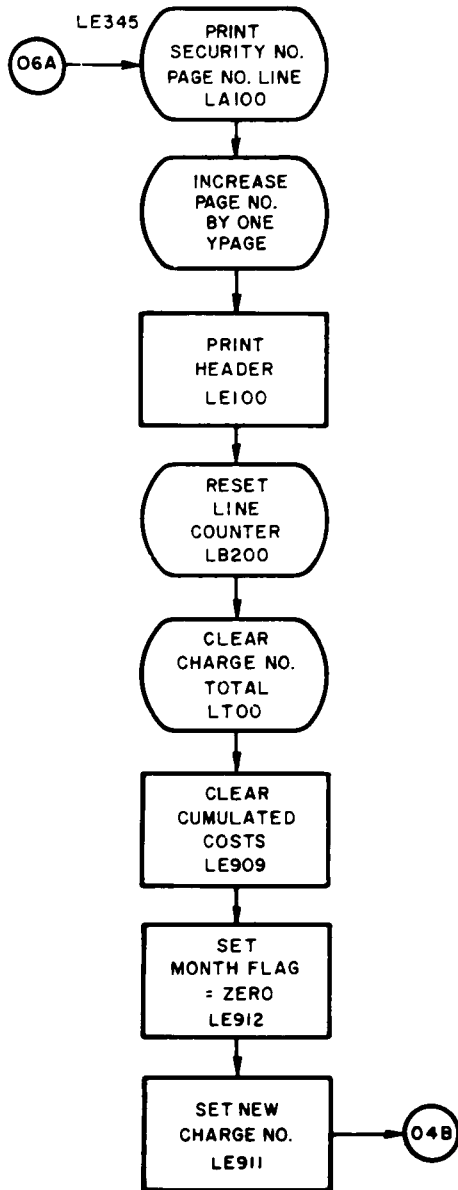 LE345
06A
PRINT
SECURITY NO.
PAGE NO. LINE
LA100
INCREASE
PAGE NO.
BY ONE
YPAGE
PRINT
HEADER
LE100
RESET
LINE
COUNTER
LB200
CLEAR
CHARGE NO.
TOTAL
LT00
CLEAR
CUMULATED
COSTS
LE909
SET
MONTH FLAG
= ZERO
LE912
SET NEW
CHARGE NO.
LE911
04B